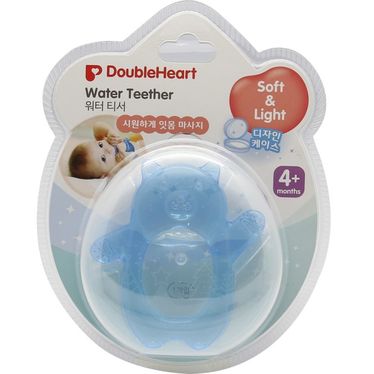 DoubleHeart
Water Teether
워터 티서
시원하게 잇몸 마사지
Soft
&
Light
디자인
케이스
4+
months